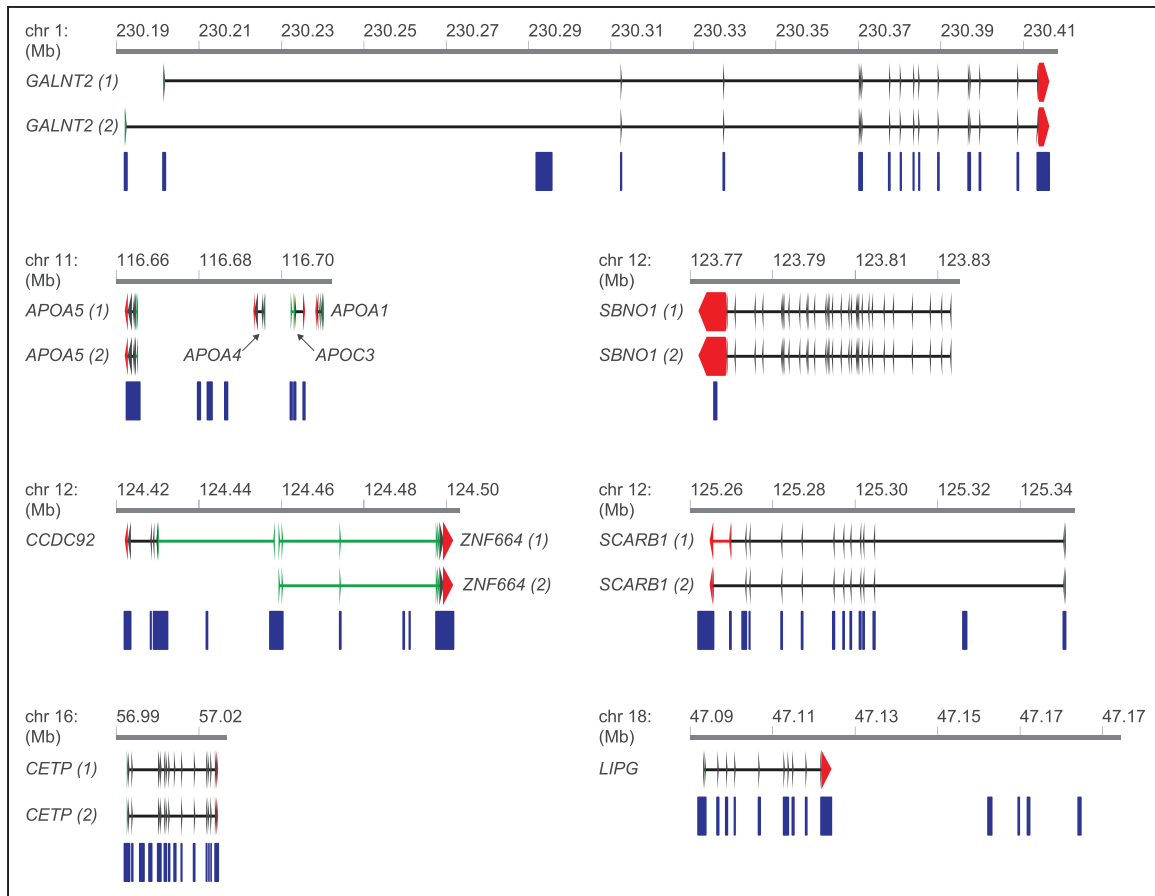 chr 1: 230.19 230.21 230.23 230.25 230.27 230.29 230.31 230.33 230.37 230.39 230.41
(Mb)
GALNT2 (1)
GALNT2 (2)
chr 11: 116.66 116.68 116.70
(Mb)
APOA5 (1) APOA1
APOA5 (2) APOA4 APOC3
chr 12: 123.77 123.79 123.81 123.83
(Mb)
SBNO1 (1)
SBNO1 (2)
chr 12: 124.42 124.44 124.46 124.48 124.50
(Mb)
CCDC92 ZNF664 (1)
ZNF664 (2)
chr 12: 125.26 125.28 125.30 125.32 125.34
(Mb)
SCARB1 (1)
SCARB1 (2)
chr 16: 56.99 57.02
(Mb)
CETP (1)
CETP (2)
chr 18: 47.09 47.11 47.13 47.15 47.17 47.17
(Mb)
LIPG